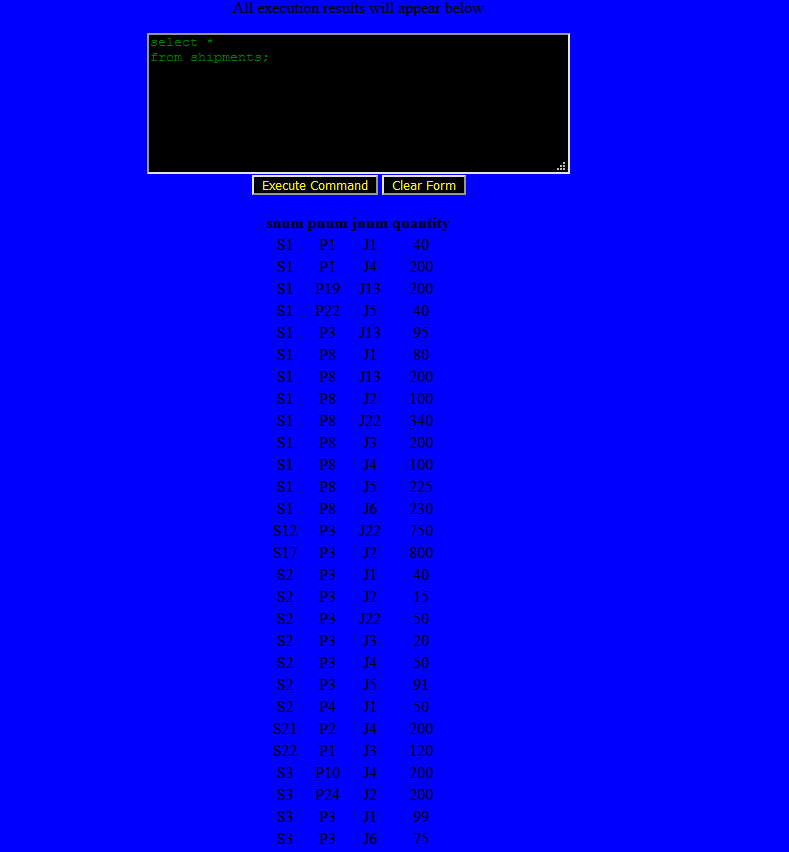 All execution results will appear below
select *
from shipments;
Execute Command Clear Form
snum pnum jnum quantity
S1 P1 J1 40
S1 P1 J4 200
S1 P19 J13 200
S1 P22 J5 40
S1 P3 J13 95
S1 P8 J1 80
S1 P8 J13 200
S1 P8 J2 100
S1 P8 J22 340
S1 P8 J3 200
S1 P8 J4 100
S1 P8 J5 225
S1 P8 J6 230
S12 P3 J22 750
S17 P3 J2 800
S2 P3 J1 40
S2 P3 J2 15
S2 P3 J22 50
S2 P3 J3 20
S2 P3 J4 50
S2 P3 J5 91
S2 P4 J1 50
S21 P2 J4 200
S22 P1 J3 120
S3 P10 J4 200
S3 P24 J2 200
S3 P3 J1 99
S3 P3 J6 75